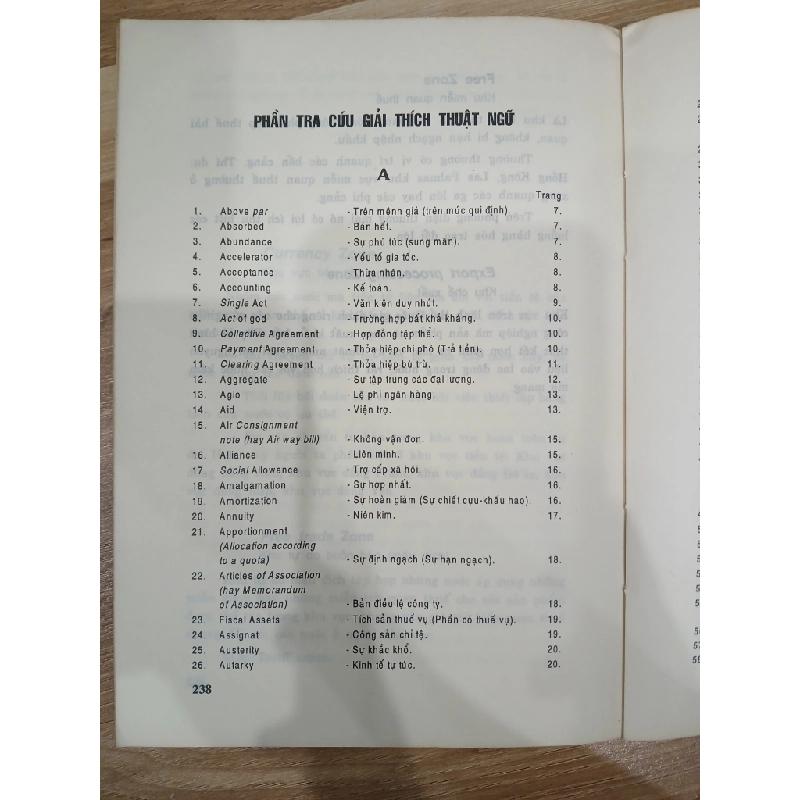 PHẦN TRA CỨU GIẢI THÍCH THUẬT NGỮ
A
Trang
1. Above par - Trên mệnh giá (trên mức qui định) 7.
2. Absorbed - Bán hết. 7.
3. Abundance - Sự phú túc (sung mãn). 7.
4. Accelerator - Yếu tố gia tốc. 8.
5. Acceptance - Thừa nhận. 8.
6. Accounting - Kế toán. 8.
7. Single Act - Văn kiện duy nhứt. 9.
8. Act of god - Trường hợp bất khả kháng. 10.
9. Collective Agreement - Hợp đồng tập thể. 10.
10. Payment Agreement - Thỏa hiệp chi phó (Trả tiền). 10.
11. Clearing Agreement - Thỏa hiệp bù trừ. 11.
12. Aggregate - Sự tập trung các đại lượng. 12.
13. Agio - Lệ phí ngân hàng. 13.
14. Aid - Viện trợ. 13.
15. Air Consignment
note (hay Air way bill) - Không vận đơn. 15.
16. Alliance - Liên minh. 15.
17. Social Allowance - Trợ cấp xã hội. 16.
18. Amalgamation - Sự hợp nhất. 16.
19. Amortization - Sự hoàn giảm (Sự chiết cựu-khấu hao). 16.
20. Annuity - Niên kim. 17.
21. Apportionment
(Allocation according
to a quota) - Sự định ngạch (Sự hạn ngạch). 18.
22. Articles of Association
(hay Memorandum
of Association) - Bản điều lệ công ty. 18.
23. Fiscal Assets - Tích sản thuế vụ (Phần có thuế vụ). 19.
24. Assignat - Công sản chỉ tệ. 19.
25. Austerity - Sự khắc khổ. 20.
26. Autarky - Kinh tế tự túc. 20.
238